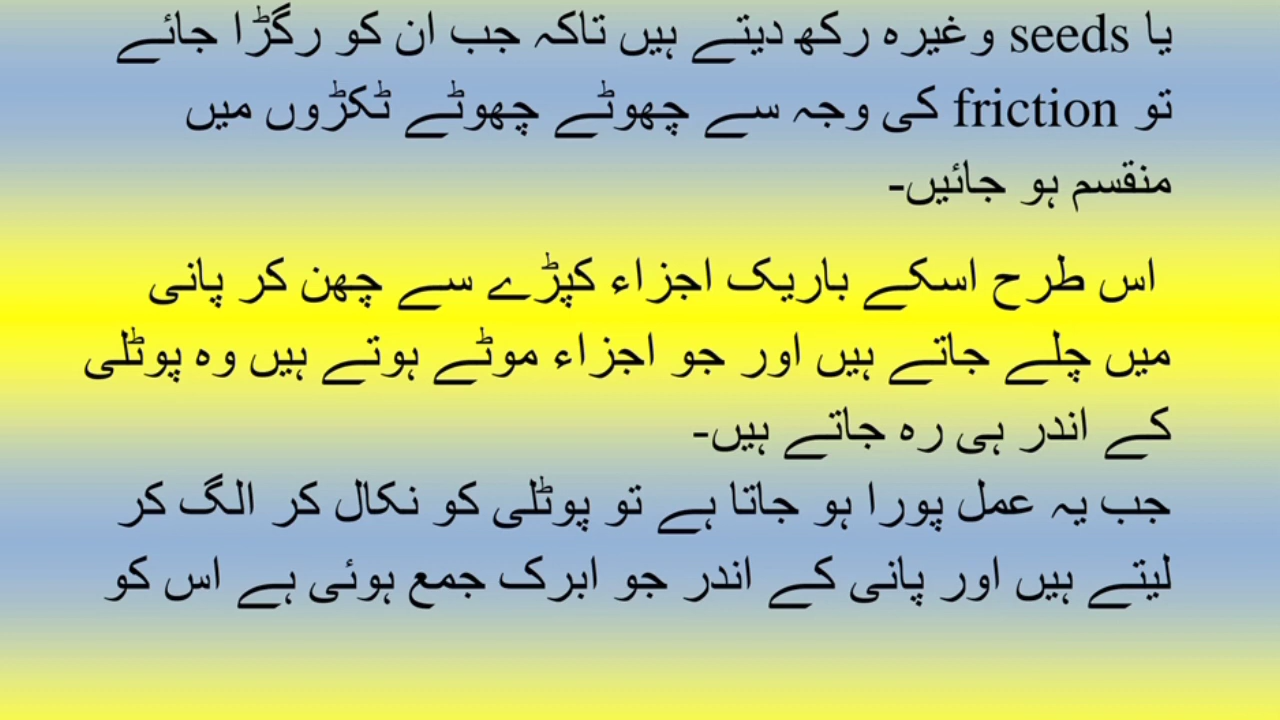 یا seeds وغیرہ رکھ دیتے ہیں تاکہ جب ان کو رگڑا جائے
تو friction کی وجہ سے چھوٹے چھوٹے ٹکڑوں میں
منقسم ہو جائیں-
اس طرح اسکے باریک اجزاء کپڑے سے چھن کر پانی
میں چلے جاتے ہیں اور جو اجزاء موٹے ہوتے ہیں وہ پوٹلی
کے اندر ہی رہ جاتے ہیں-
جب یہ عمل پورا ہو جاتا ہے تو پوٹلی کو نکال کر الگ کر
لیتے ہیں اور پانی کے اندر جو ابرک جمع ہوئی ہے اس کو